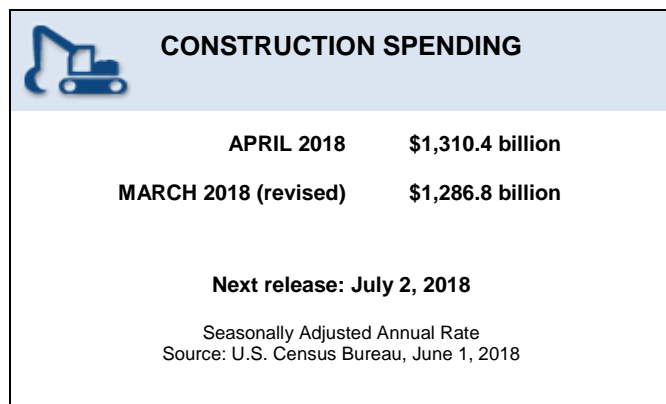 CONSTRUCTION SPENDING
APRIL 2018 $1,310.4 billion
MARCH 2018 (revised) $1,286.8 billion
Next release: July 2, 2018
Seasonally Adjusted Annual Rate
Source: U.S. Census Bureau, June 1, 2018